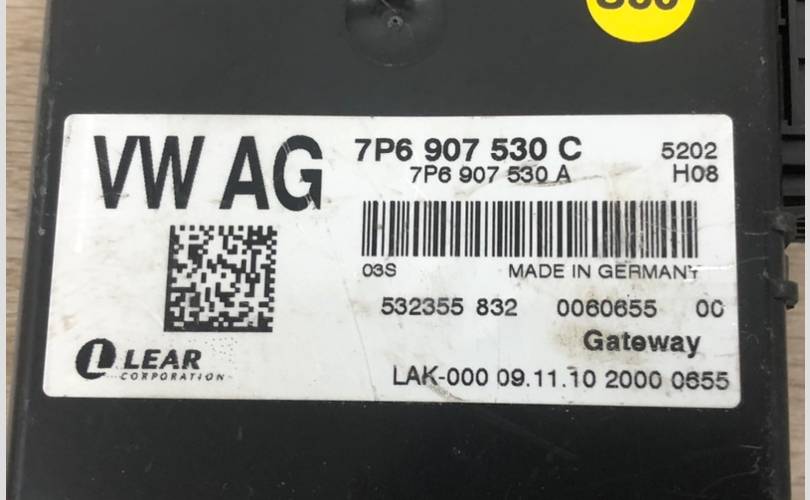 VW AG
7P6 907 530 C 5202
7P6 907 530 A H08
03S MADE IN GERMANY
532355 832 0060655 00
Gateway
LEAR
CORPORATION
LAK-000 09.11.10 2000 0655